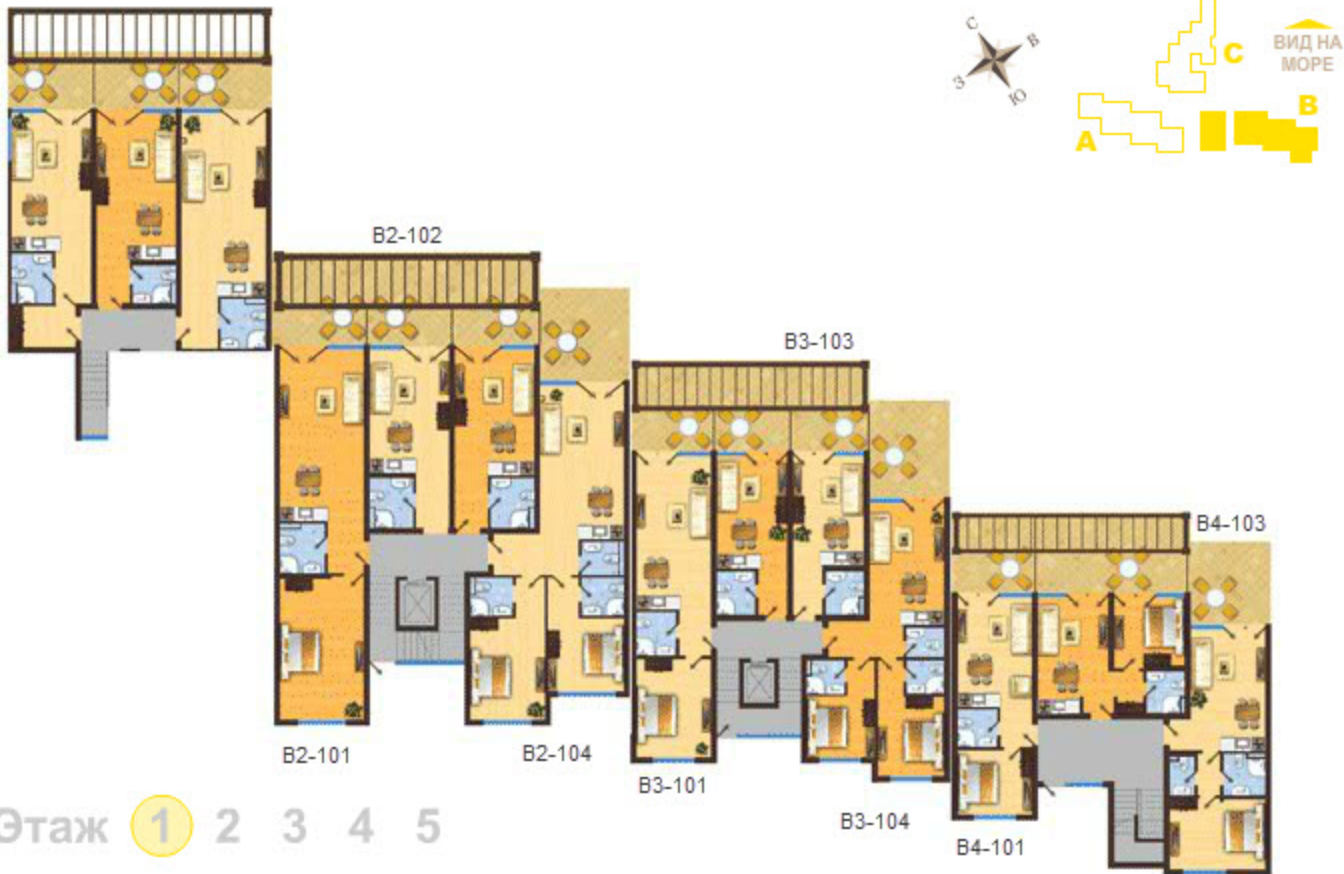 С
В
З
Ю
C
ВИД НА
МОРЕ
B
A
B2-102
B3-103
B4-103
B2-101
B2-104
B3-101
B3-104
B4-101
Этаж 1 2 3 4 5